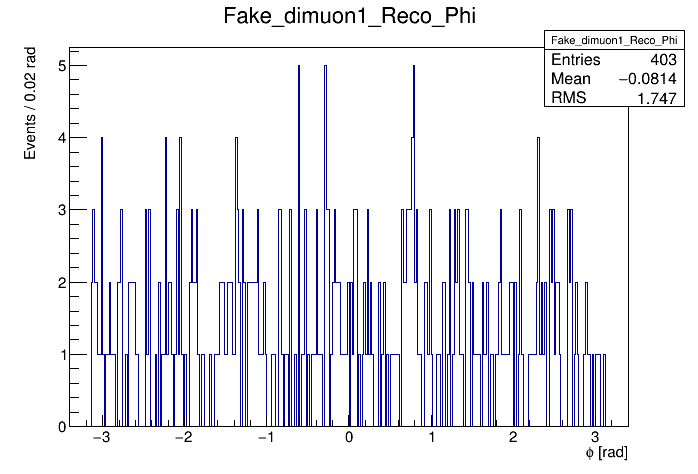 Fake_dimuon1_Reco_Phi
Fake_dimuon1_Reco_Phi
Entries 403
Mean −0.0814
RMS 1.747
Events / 0.02 rad
5
4
3
2
1
0
−3 −2 −1 0 1 2 3
ϕ [rad]